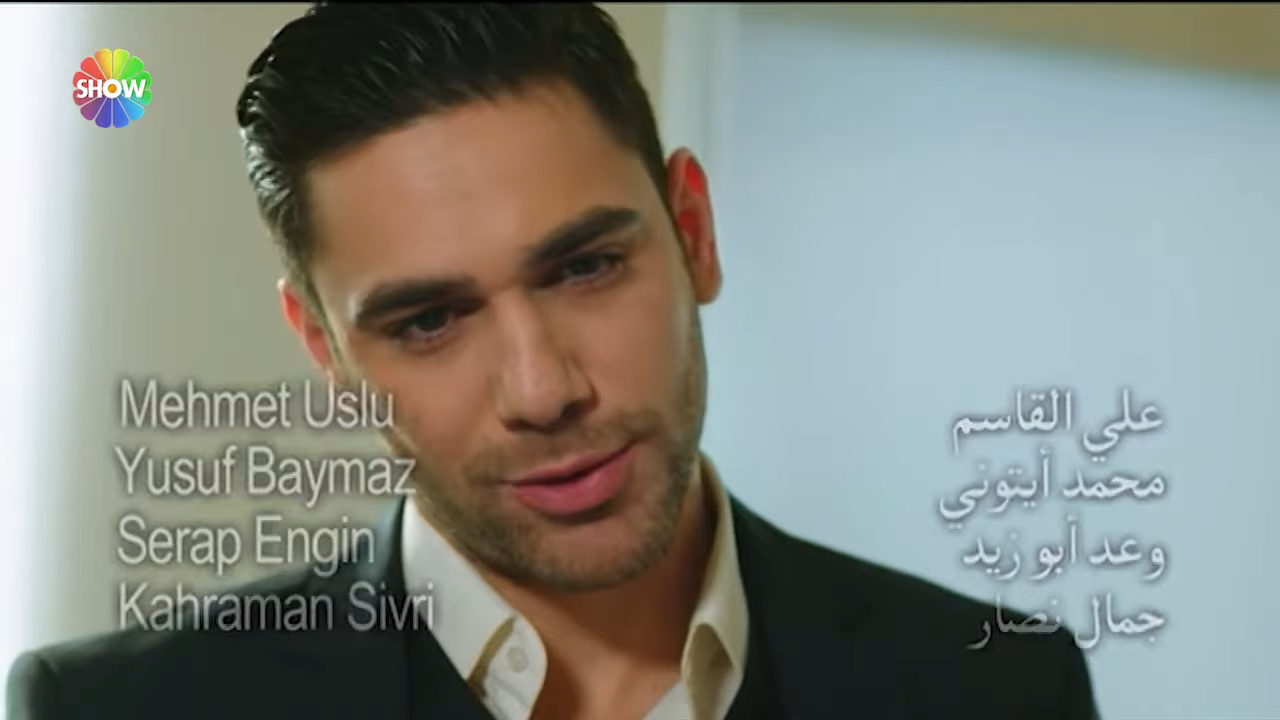 SHOW
Mehmet Uslu
Yusuf Baymaz
Serap Engin
Kahraman Sivri
علي القاسم
محمد أيتوني
وعد أبو زيد
جمال نصار